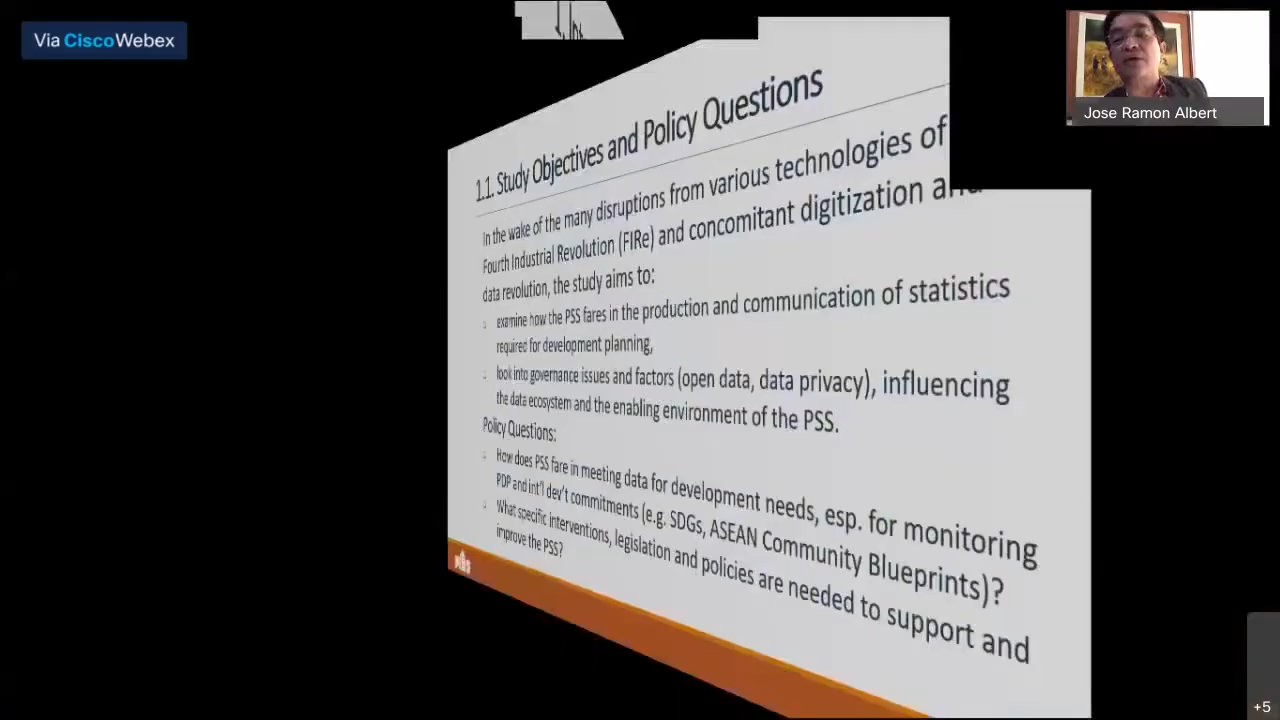 Via CiscoWebex
Jose Ramon Albert
1.1. Study Objectives and Policy Questions
In the wake of the many disruptions from various technologies of
Fourth Industrial Revolution (FIRe) and concomitant digitization and
data revolution, the study aims to:
examine how the PSS fares in the production and communication of statistics
required for development planning,
look into governance issues and factors (open data, data privacy), influencing
the data ecosystem and the enabling environment of the PSS.
Policy Questions:
How does PSS fare in meeting data for development needs, esp. for monitoring
PDP and int'l dev't commitments (e.g. SDGs, ASEAN Community Blueprints)?
What specific interventions, legislation and policies are needed to support and
improve the PSS?
+5